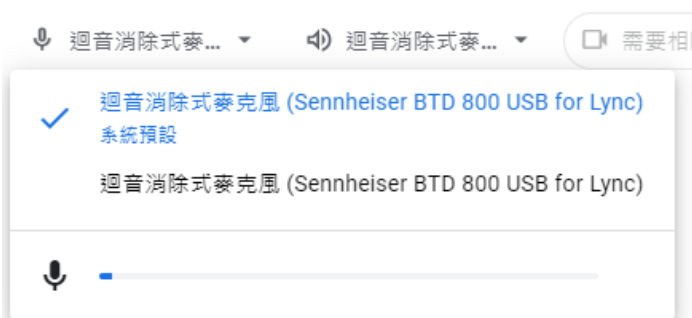 迴音消除式麥... 迴音消除式麥... 需要相
迴音消除式麥克風 (Sennheiser BTD 800 USB for Lync)
系統預設
迴音消除式麥克風 (Sennheiser BTD 800 USB for Lync)